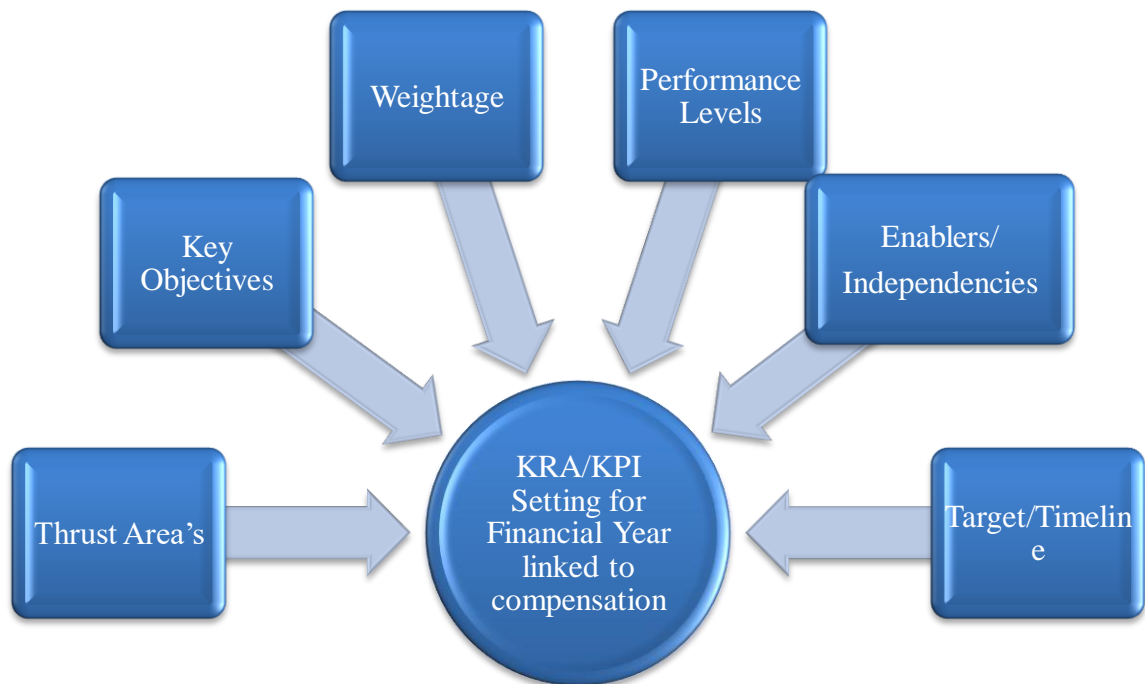 Weightage
Performance
Levels
Key
Objectives
Enablers/
Independencies
Thrust Area’s
KRA/KPI
Setting for
Financial Year
linked to
compensation
Target/Timelin
e